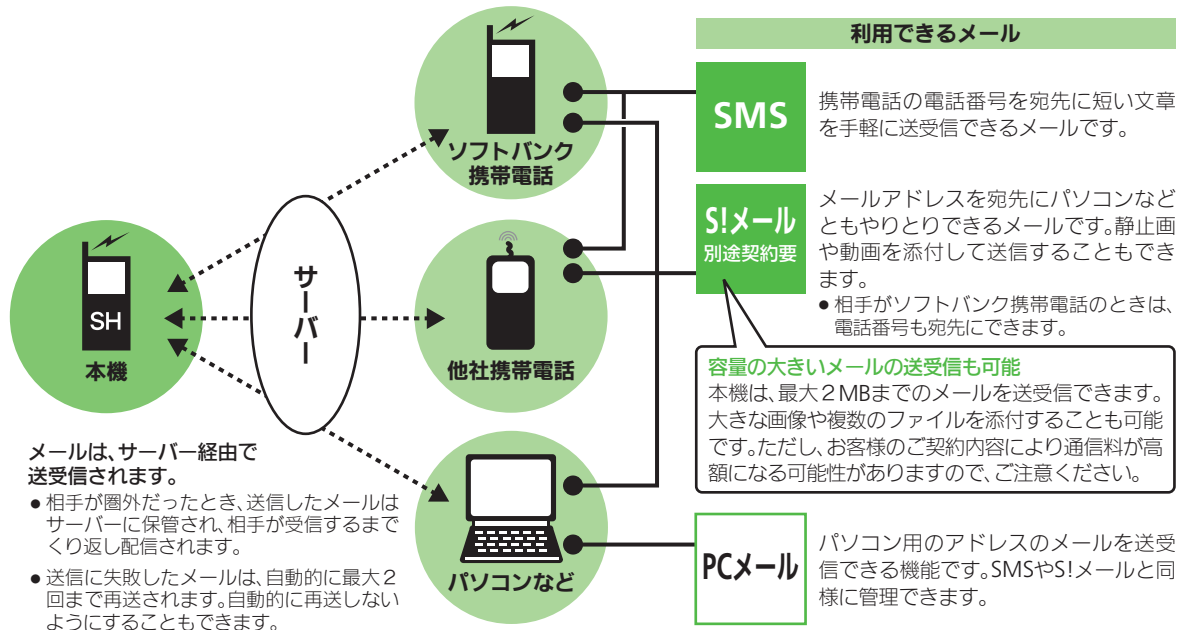 利用できるメール
SMS
携帯電話の電話番号を宛先に短い文章
を手軽に送受信できるメールです。
ソフトバンク
携帯電話
S!メール
別途契約要
メールアドレスを宛先にパソコンなど
ともやりとりできるメールです。静止画
や動画を添付して送信することもでき
ます。
●相手がソフトバンク携帯電話のときは、
電話番号も宛先にできます。
サーバー
SH
本機
他社携帯電話
容量の大きいメールの送受信も可能
本機は、最大2MBまでのメールを送受信できます。
大きな画像や複数のファイルを添付することも可能
です。ただし、お客様のご契約内容により通信料が高
額になる可能性がありますので、ご注意ください。
メールは、サーバー経由で
送受信されます。
●相手が圏外だったとき、送信したメールは
サーバーに保管され、相手が受信するまで
くり返し配信されます。
●送信に失敗したメールは、自動的に最大2
回まで再送されます。自動的に再送しない
ようにすることもできます。
パソコンなど
PCメール
パソコン用のアドレスのメールを送受
信できる機能です。SMSやS!メールと同
様に管理できます。